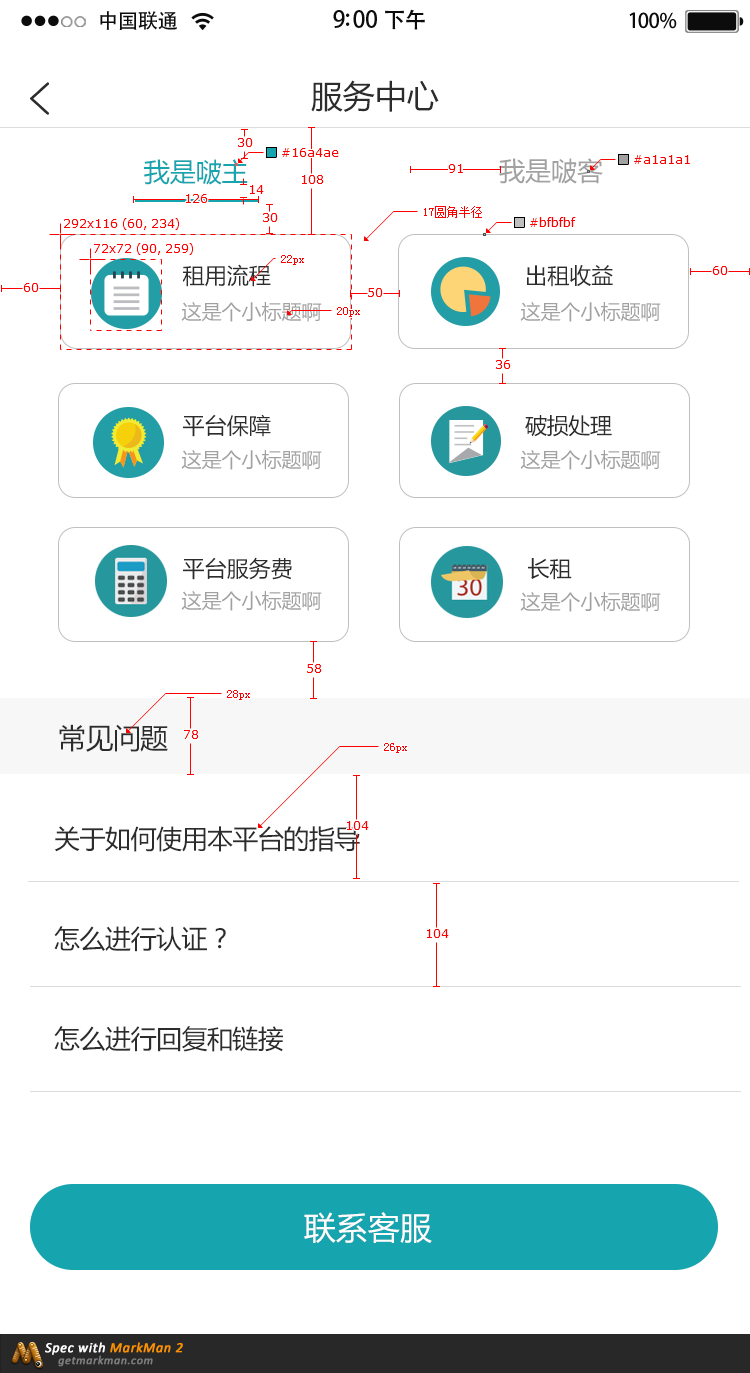 中国联通 9:00 下午 100%
服务中心
30
#16a4ae
我是啵主
108
91
我是啵客
#a1a1a1
14
126
30
17圆角半径
#bfbfbf
292x116 (60, 234)
72x72 (90, 259)
22px
租用流程
出租收益
60
50
60
这是个小标题啊
20px
这是个小标题啊
36
平台保障
破损处理
这是个小标题啊
这是个小标题啊
平台服务费
长租
30
这是个小标题啊
这是个小标题啊
58
28px
常见问题
78
26px
104
关于如何使用本平台的指导
104
怎么进行认证？
怎么进行回复和链接
联系客服
Spec with MarkMan 2
getmarkman.com